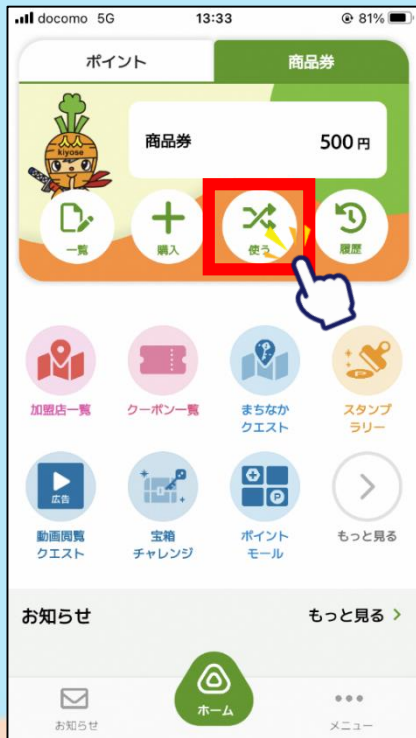 docomo 5G 13:33 81%
ポイント 商品券
kiyose
商品券 500 円
一覧 購入 使う 履歴
加盟店一覧 クーポン一覧 まちなか クエスト スタンプ ラリー
広告
P
動画閲覧 クエスト 宝箱 チャレンジ ポイント モール もっと見る
お知らせ もっと見る
ホーム
お知らせ メニュー